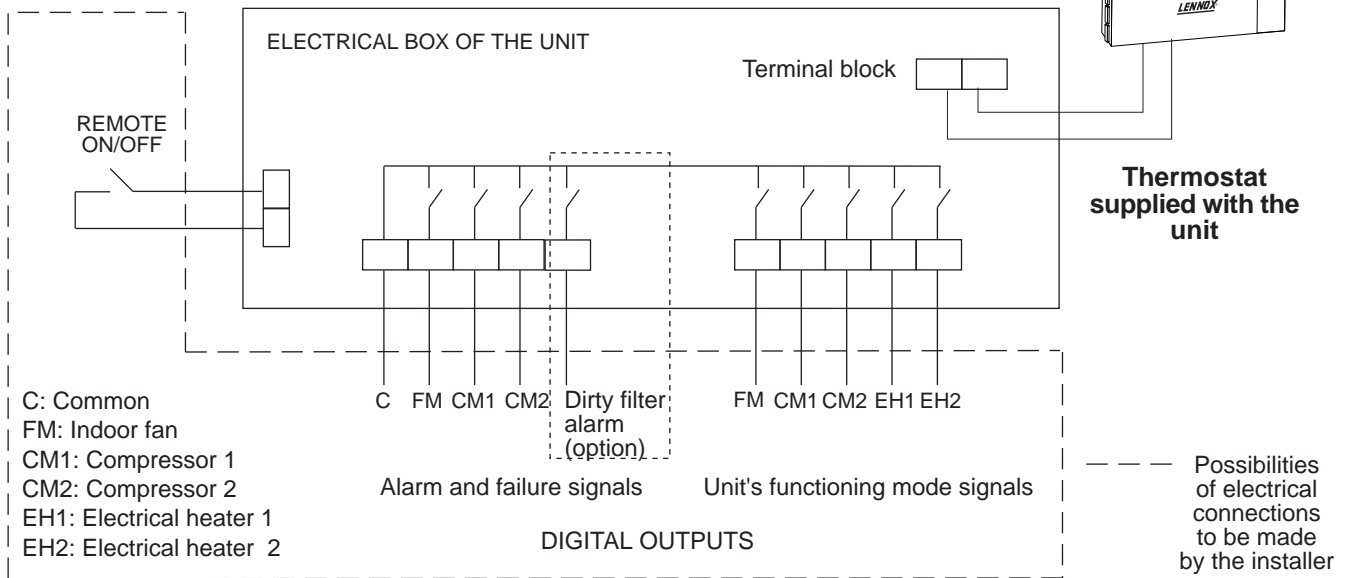 LENNOX
ELECTRICAL BOX OF THE UNIT
Terminal block
REMOTE
ON/OFF
Thermostat
supplied with the
unit
C FM CM1 CM2 Dirty filter
alarm
(option)
FM CM1 CM2 EH1 EH2
C: Common
FM: Indoor fan
CM1: Compressor 1
CM2: Compressor 2
EH1: Electrical heater 1
EH2: Electrical heater 2
Alarm and failure signals
Unit's functioning mode signals
DIGITAL OUTPUTS
Possibilities
of electrical
connections
to be made
by the installer